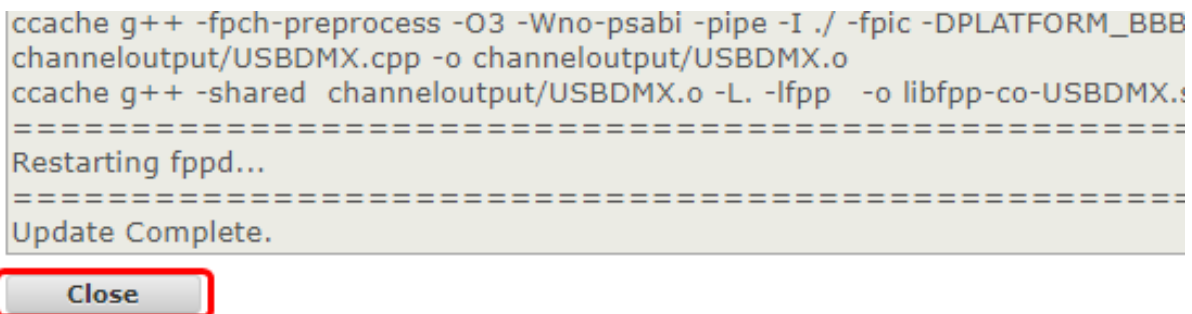 ccache g++ -fpch-preprocess -O3 -Wno-psabi -pipe -I ./ -fpic -DPLATFORM_BBB
channeloutput/USBDMX.cpp -o channeloutput/USBDMX.o
ccache g++ -shared  channeloutput/USBDMX.o -L. -lfpp   -o libfpp-co-USBDMX.s
==========================================================
Restarting fppd...
==========================================================
Update Complete.
Close